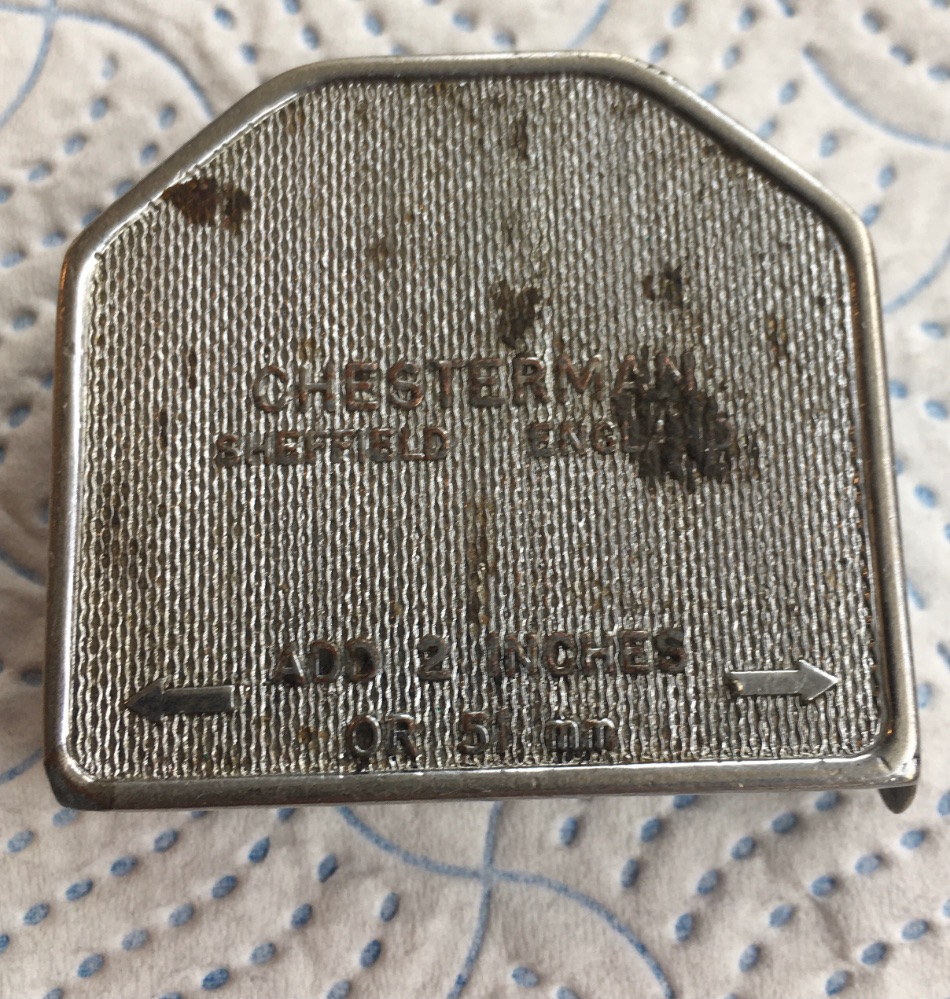 CHESTERMAN
SHEFFIELD ENGLAND
ADD 2 INCHES
OR 51 mm